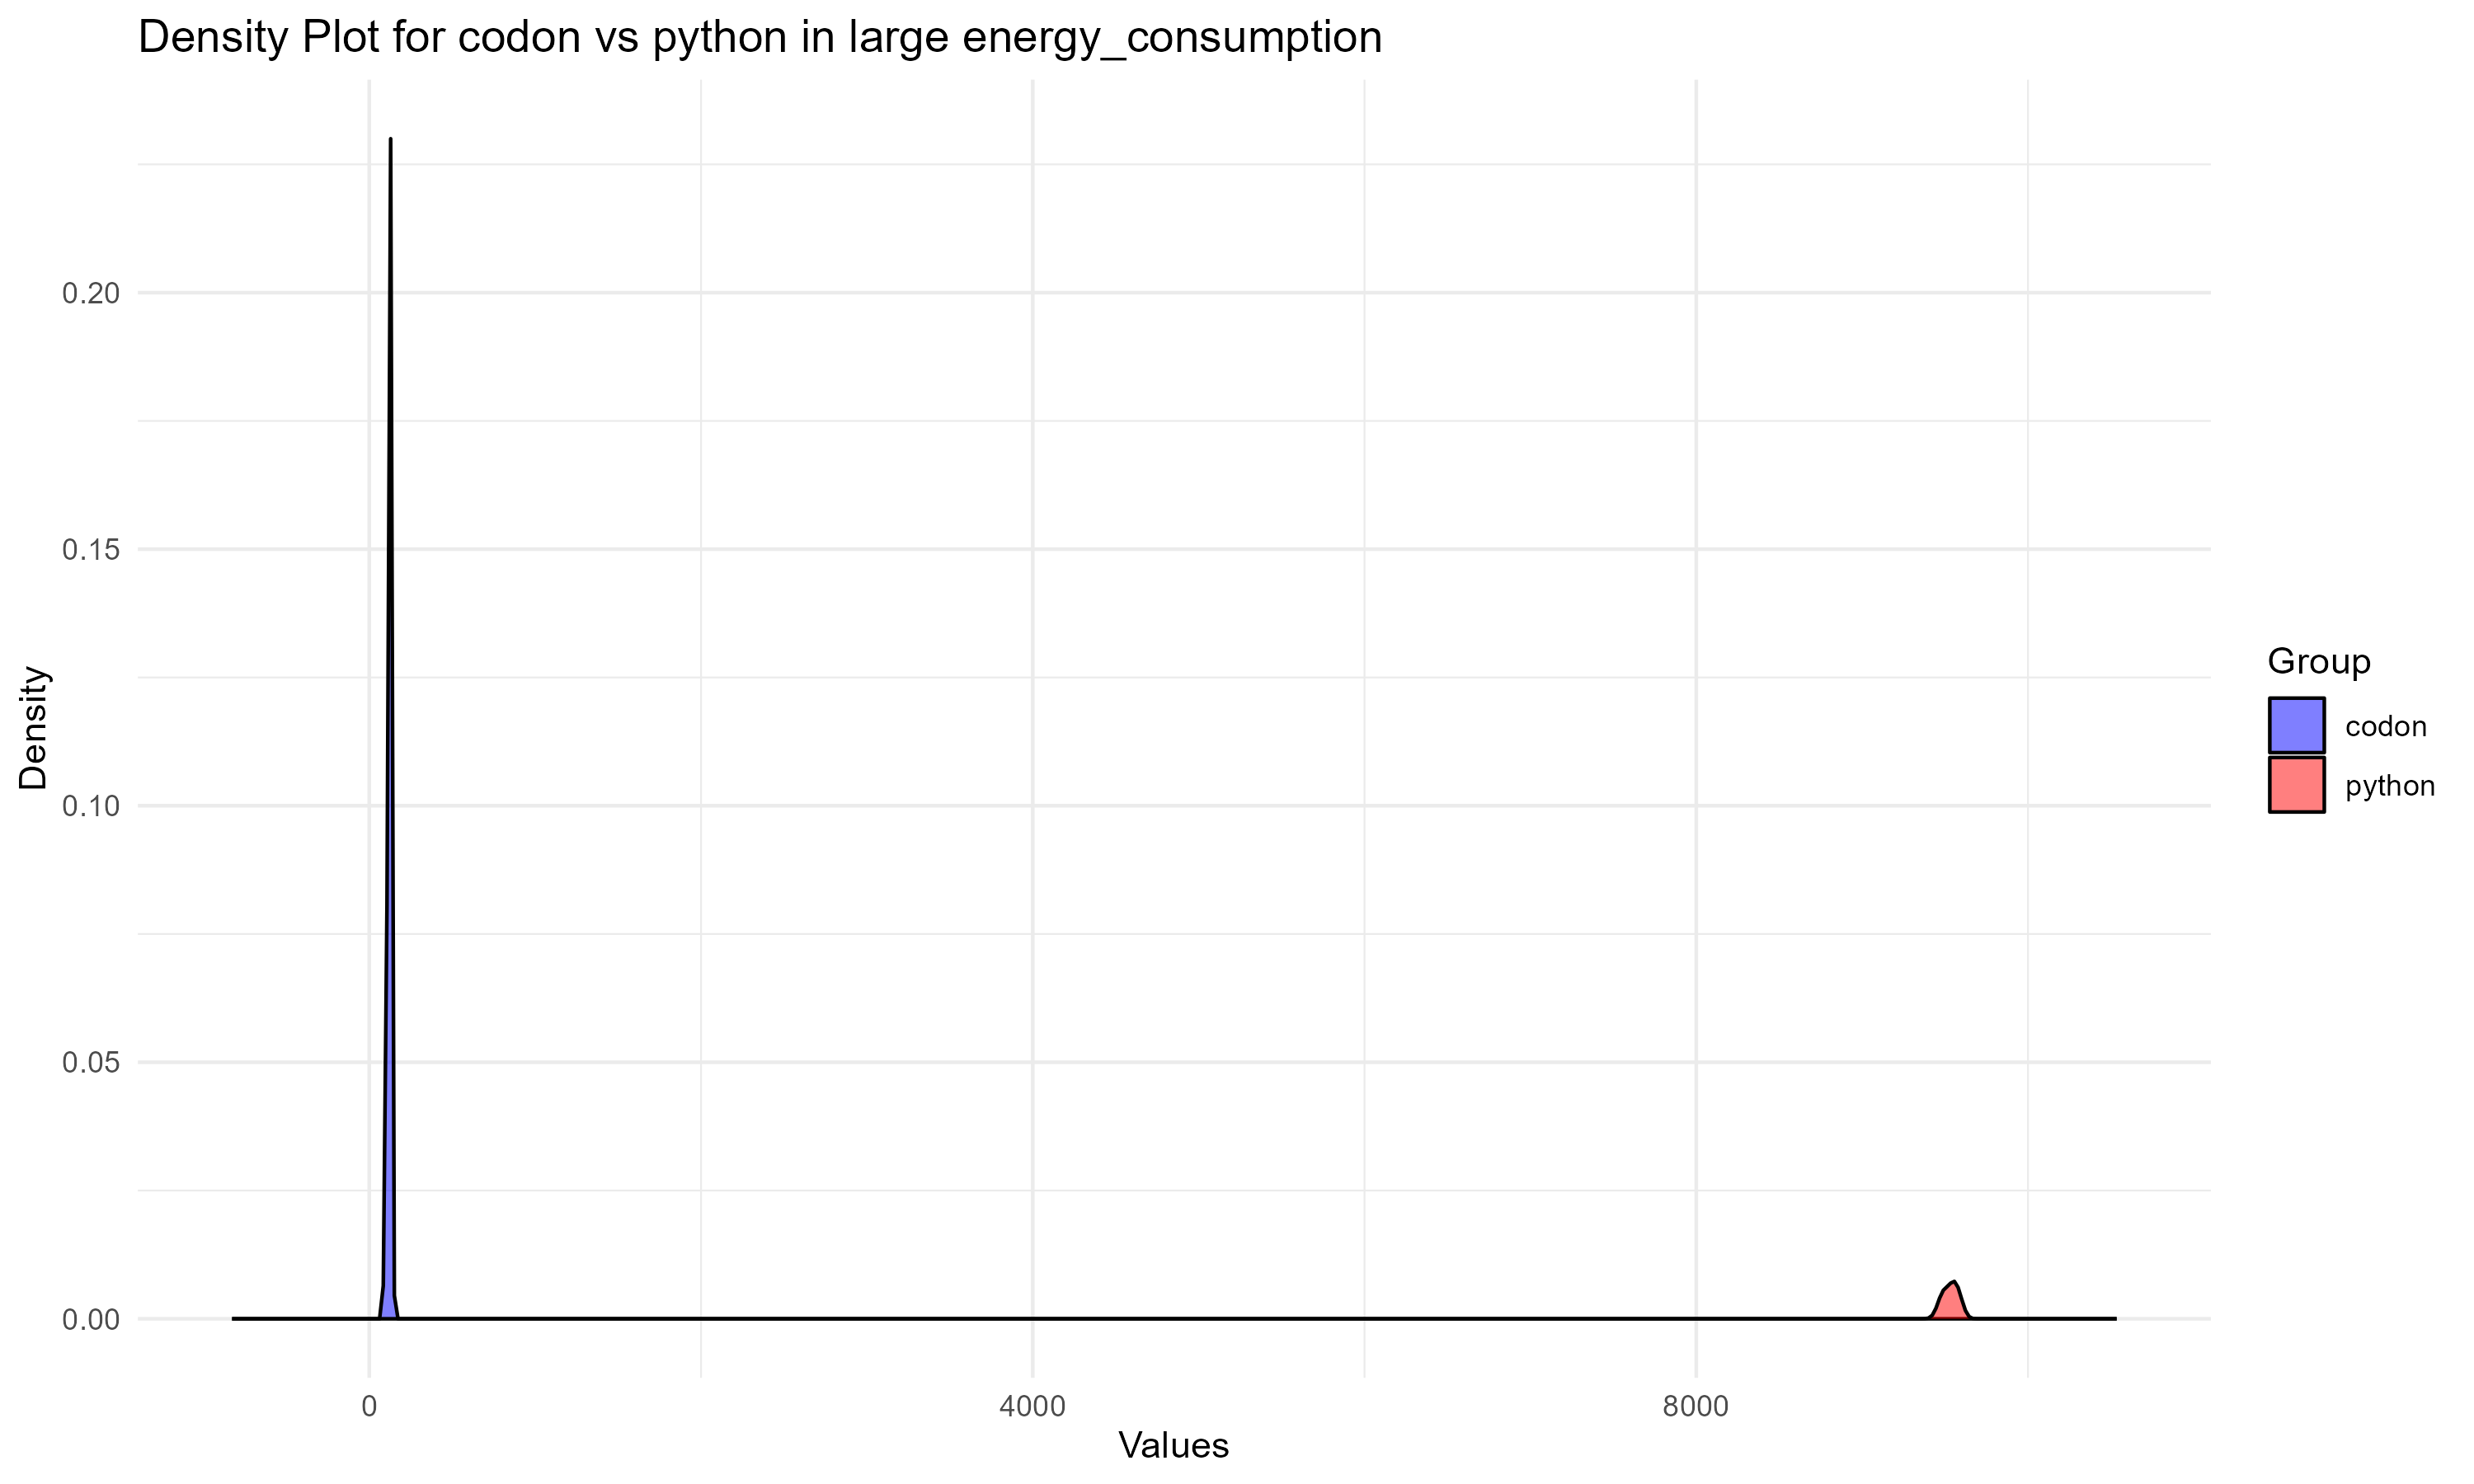 Density Plot for codon vs python in large energy_consumption
0.20
0.15
0.10
0.05
0.00
Density
0
4000
8000
Values
Group
codon
python